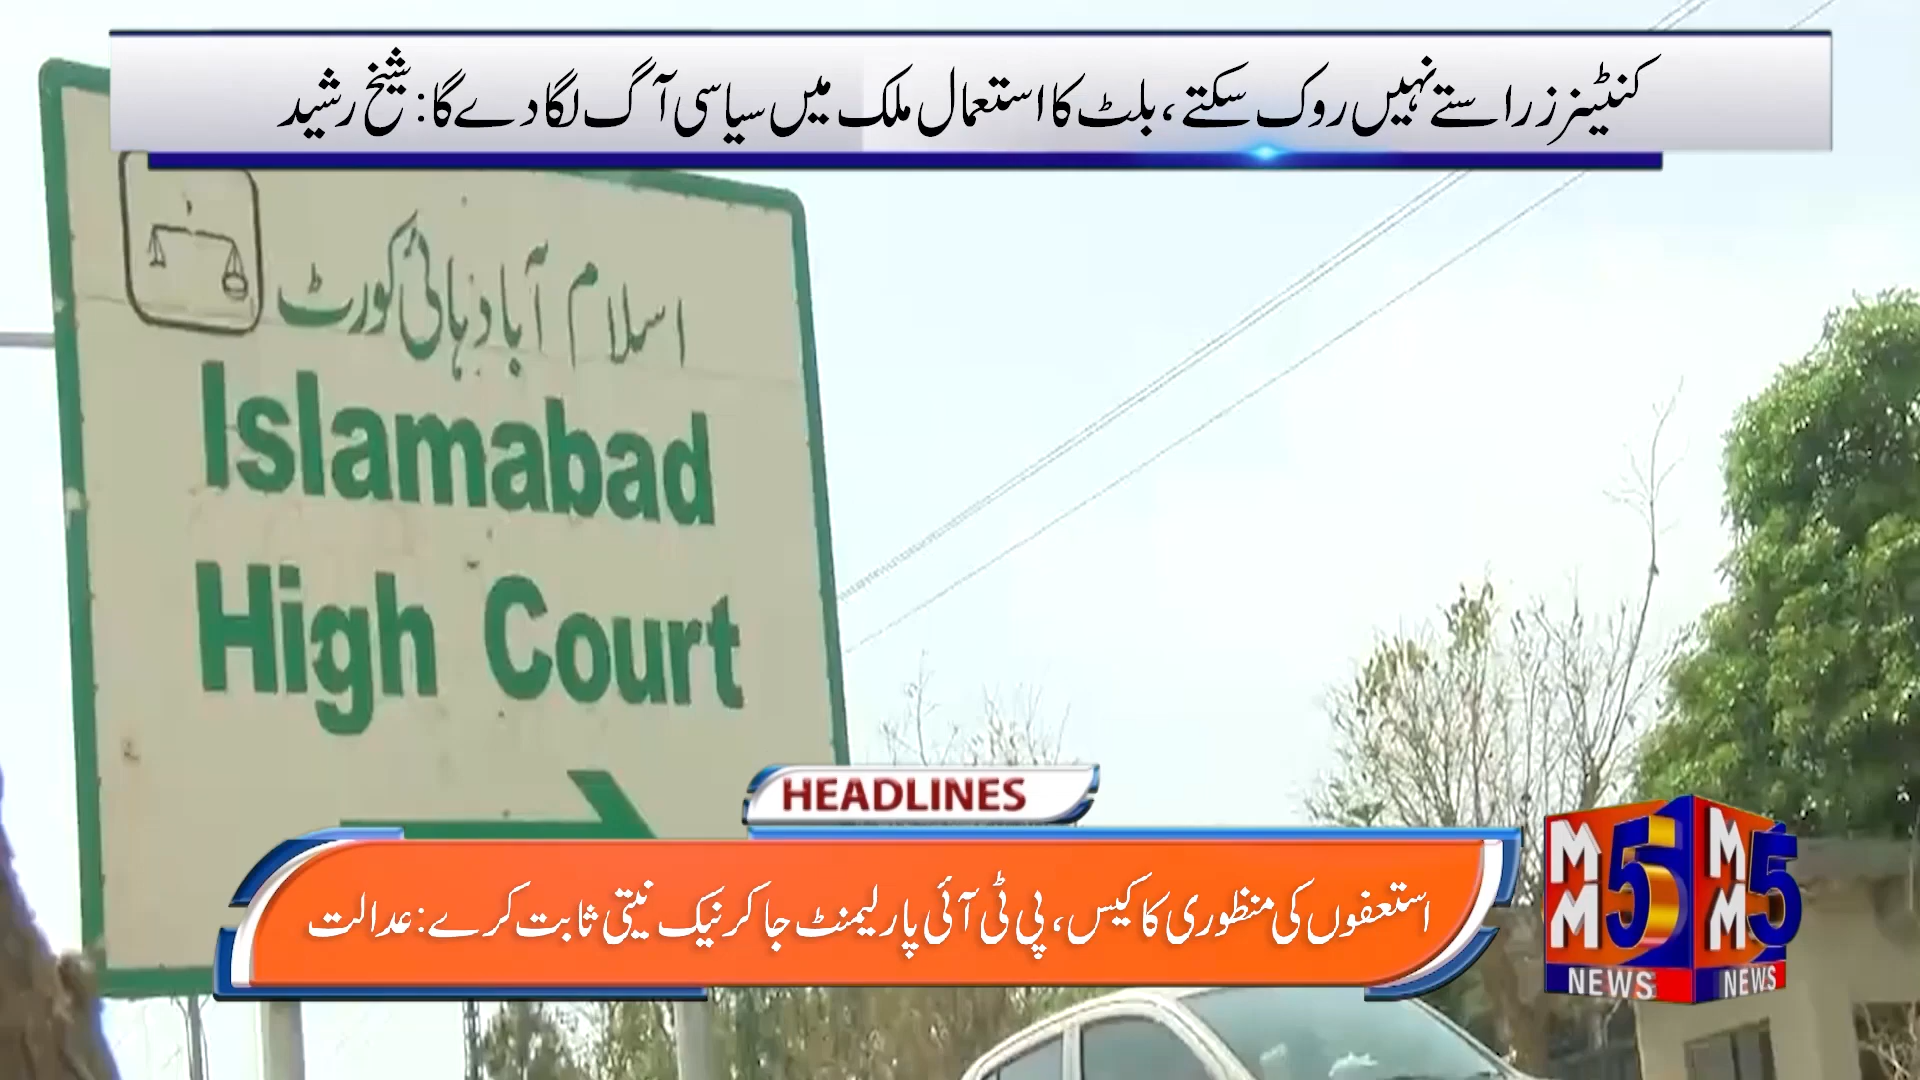 کنٹینرز راستے نہیں روک سکتے، بلٹ کا استعمال ملک میں سیاسی آگ لگا دے گا: شیخ رشید
اسلام آباد ہائی کورٹ
Islamabad
High Court
HEADLINES
استعفوں کی منظوری کا کیس، پی ٹی آئی پارلیمنٹ جا کر نیک نیتی ثابت کرے: عدالت
MM5 MM5
NEWS NEWS